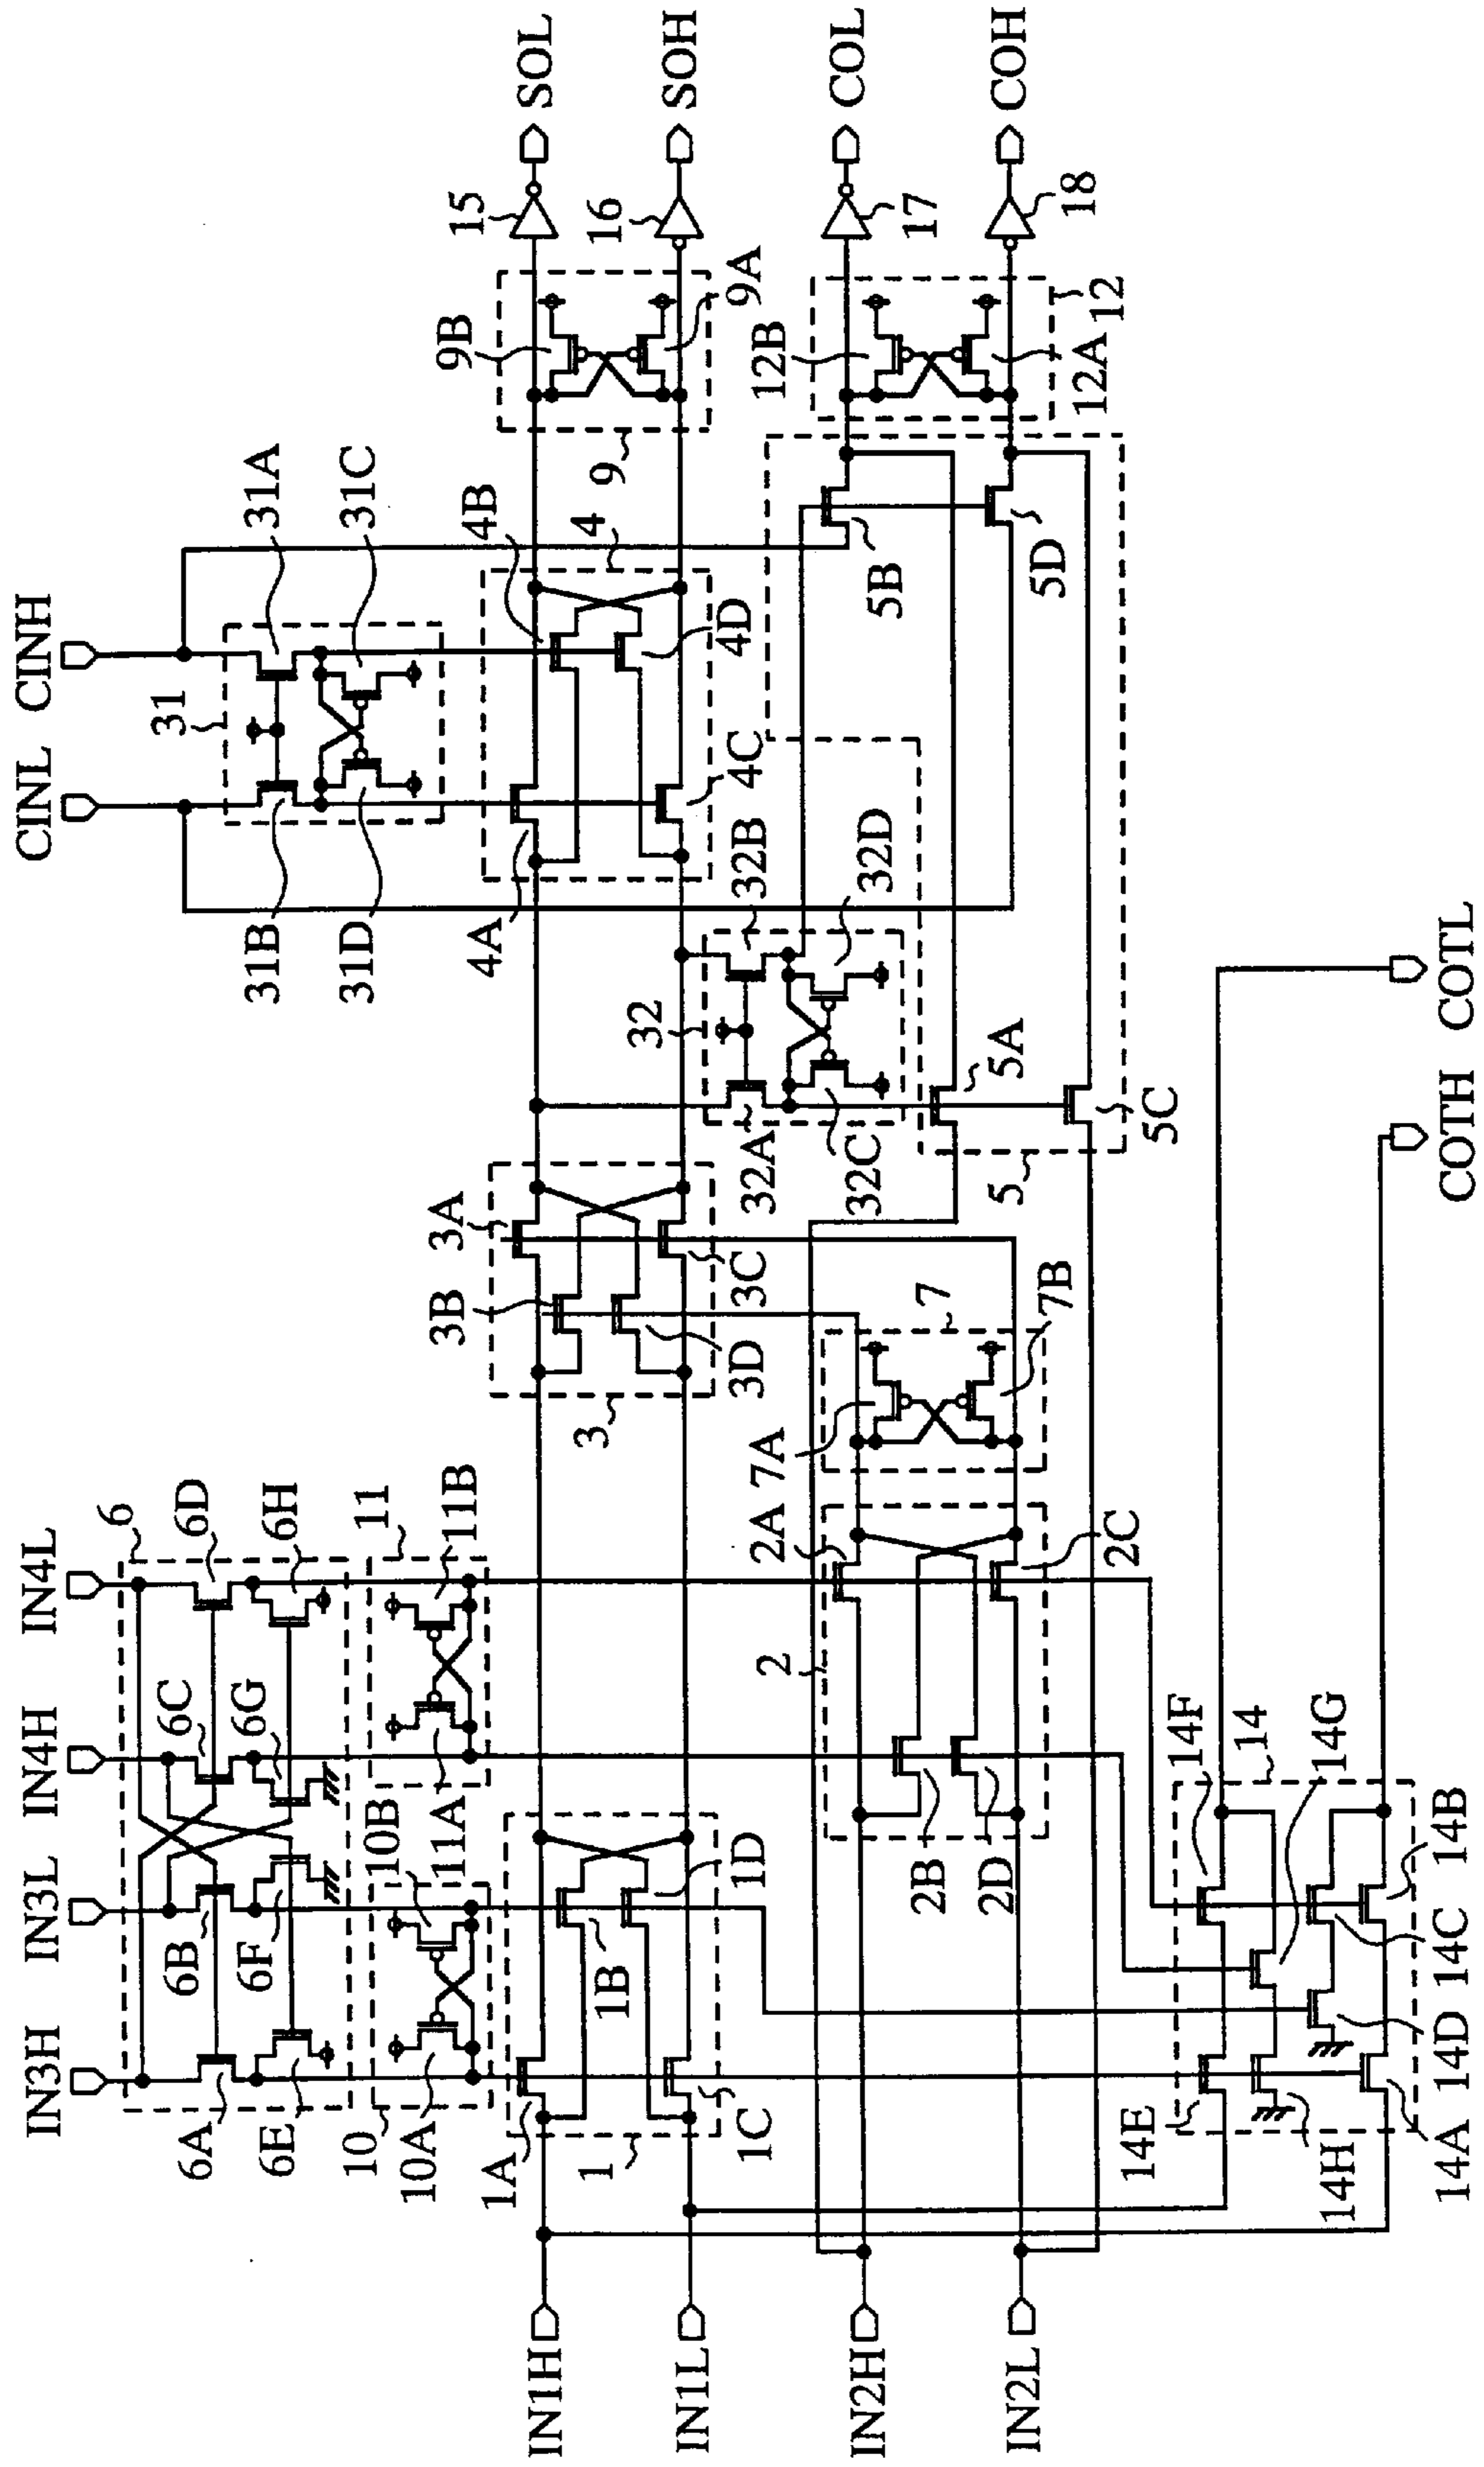 CINL CINH
31
31A
31C
31B
31D
SOL
SOH
COL
COH
15
16
17
18
9B
9A
9
12B
12A
12
4B
4
4D
4A
4C
5B
5D
32
32B
32D
32A
32C
5A
5C
5
3A
3B
3C
3D
3
7
7A
7B
IN3H IN3L IN4H IN4L
6
6A
6B
6C
6D
6E
6F
6G
6H
10
10A
10B
11
11A
11B
1A
1B
1C
1D
1
2
2A
2B
2C
2D
14
14A
14B
14C
14D
14E
14F
14G
14H
IN1H
IN1L
IN2H
IN2L
COTH COTL